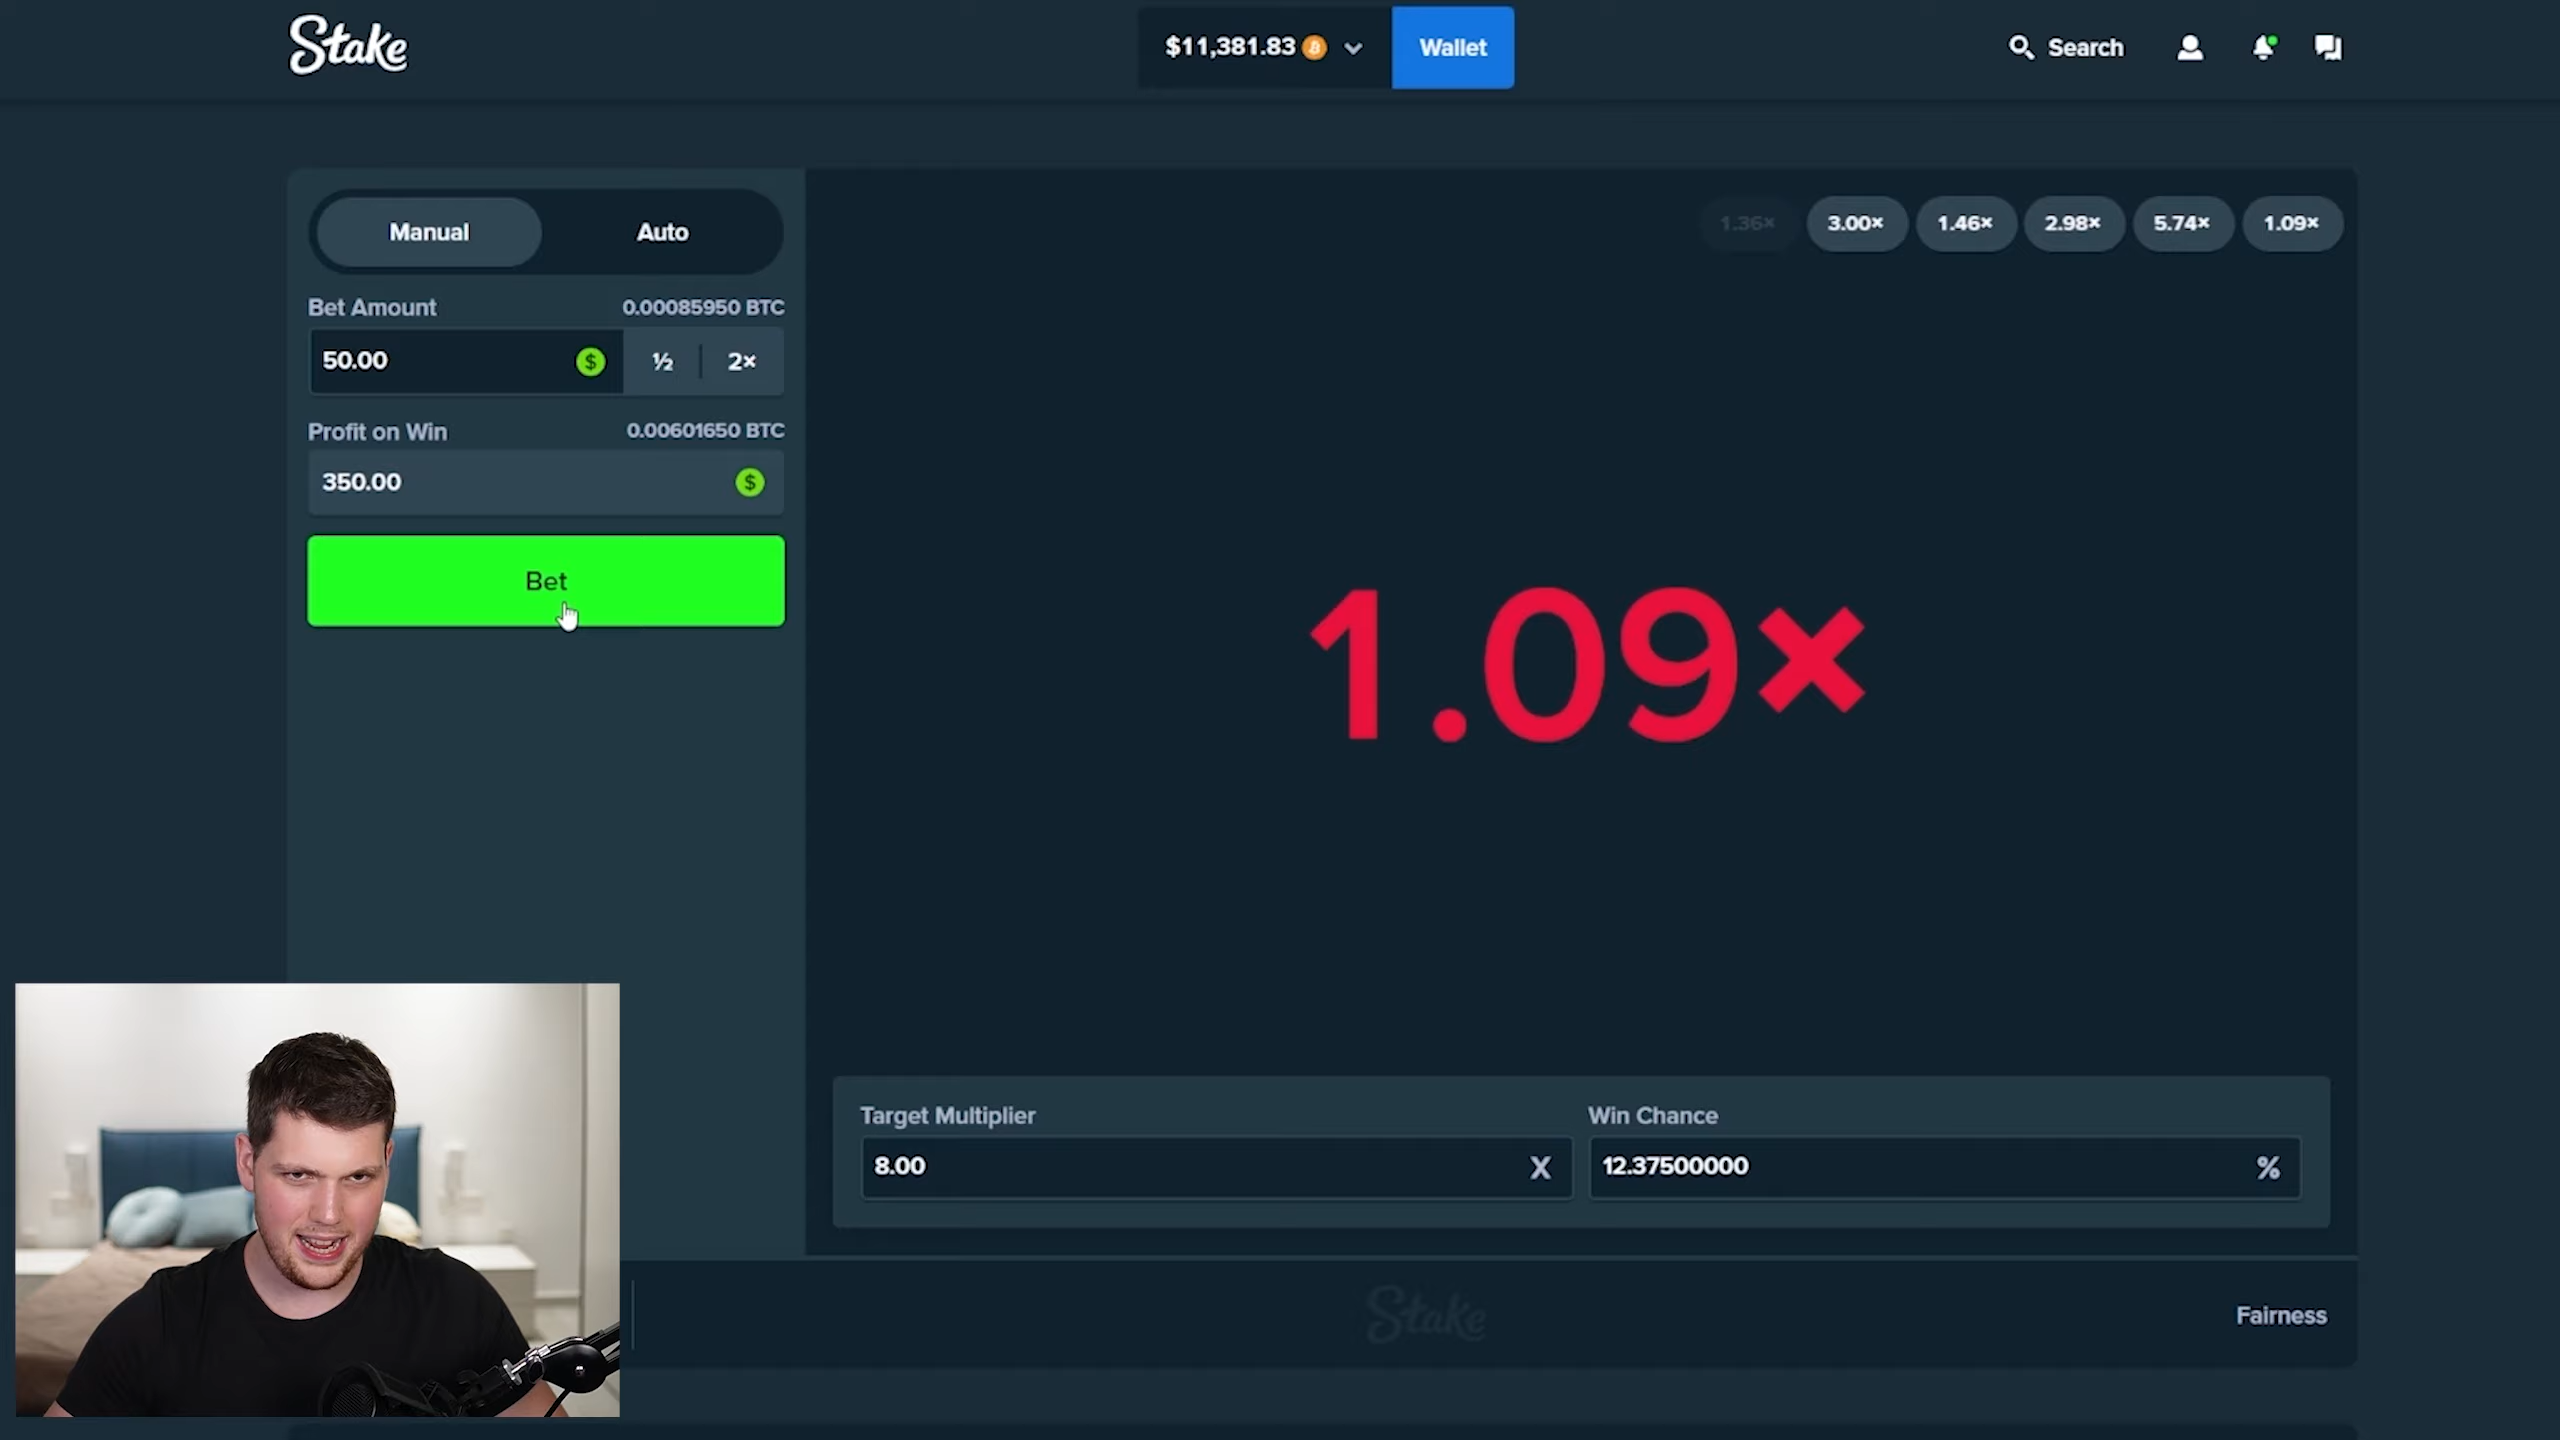 Stake
$11,381.83
Wallet
Search
Manual
Auto
1.36×
3.00×
1.46×
2.98×
5.74×
1.09×
Bet Amount
0.00085950 BTC
50.00
$
½
2×
Profit on Win
0.00601650 BTC
350.00
$
Bet
1.09×
Target Multiplier
Win Chance
8.00
X
12.37500000
%
Stake
Fairness